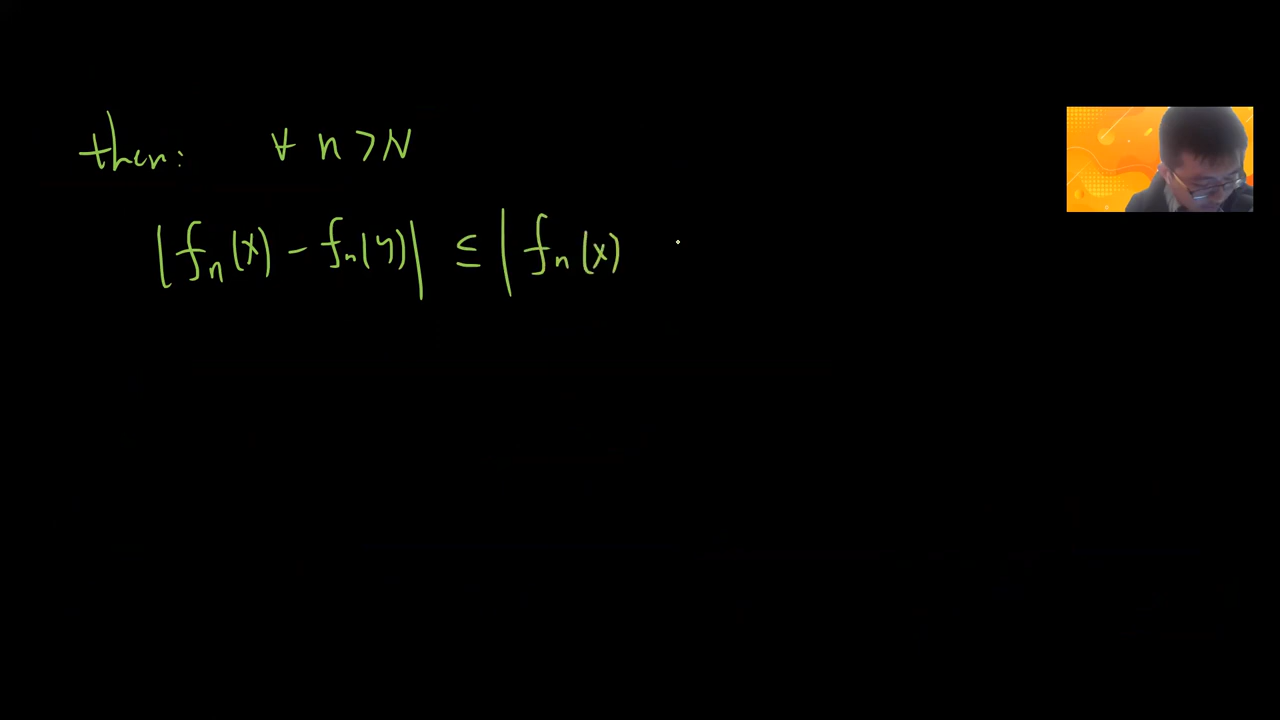 then: ∀ n > N
|fₙ(x) - fₙ(y)| ≤ |fₙ(x)